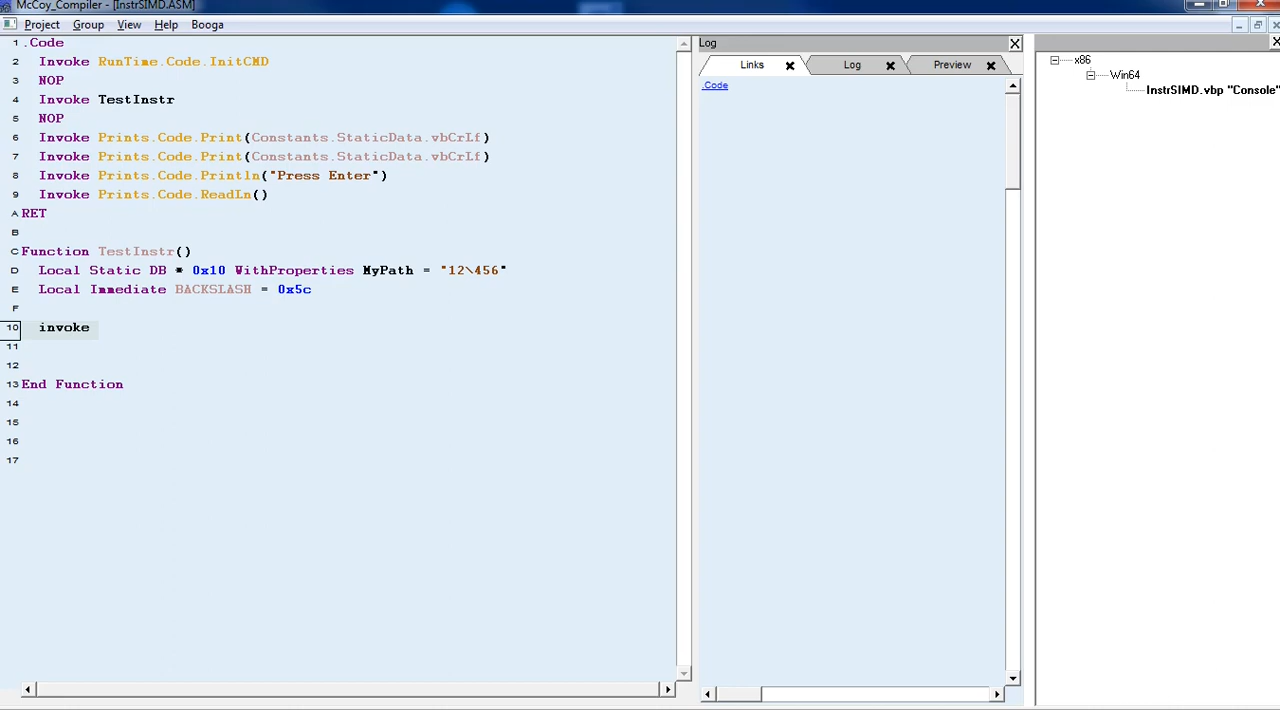 McCoy_Compiler - [InstrSIMD.ASM]
Project Group View Help Booga
1 .Code
2 Invoke RunTime.Code.InitCMD
3 NOP
4 Invoke TestInstr
5 NOP
6 Invoke Prints.Code.Print(Constants.StaticData.vbCrLf)
7 Invoke Prints.Code.Print(Constants.StaticData.vbCrLf)
8 Invoke Prints.Code.Println("Press Enter")
9 Invoke Prints.Code.ReadLn()
A RET
B
C Function TestInstr()
D Local Static DB * 0x10 WithProperties MyPath = "12\456"
E Local Immediate BACKSLASH = 0x5c
F
10 invoke
11
12
13 End Function
14
15
16
17
Log
Links Log Preview
.Code
x86
Win64
InstrSIMD.vbp "Console"